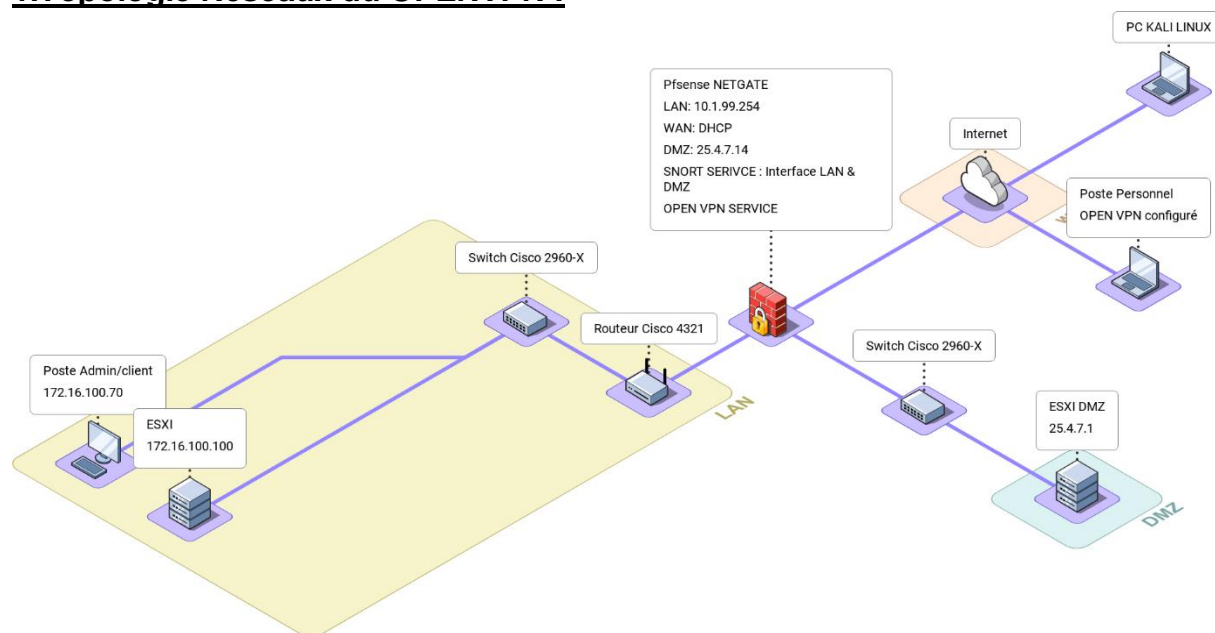 PC KALI LINUX
Pfsense NETGATE
LAN: 10.1.99.254
WAN: DHCP
DMZ: 25.4.7.14
SNORT SERIVCE : Interface LAN &
DMZ
OPEN VPN SERVICE
Internet
Poste Personnel
OPEN VPN configuré
Switch Cisco 2960-X
Routeur Cisco 4321
Switch Cisco 2960-X
Poste Admin/client
172.16.100.70
ESXI
172.16.100.100
LAN
ESXI DMZ
25.4.7.1
DMZ